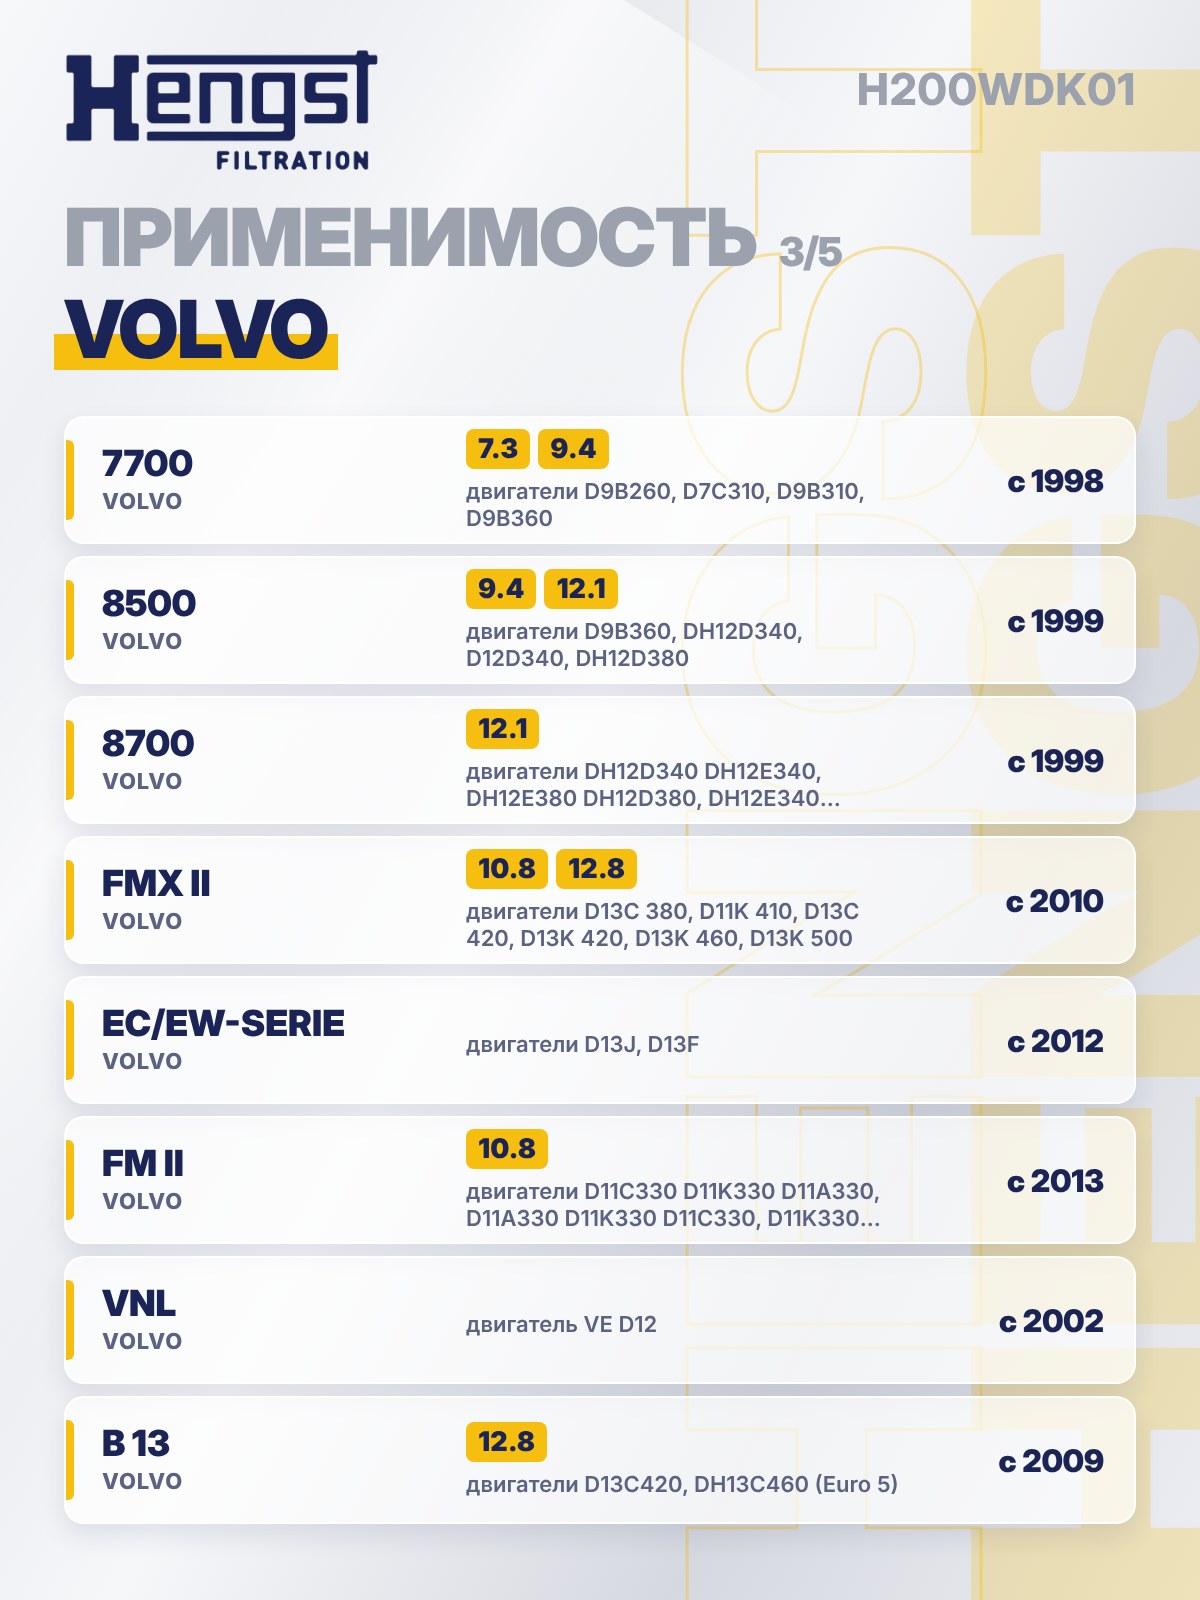 Hengst
FILTRATION
H200WDK01
ПРИМЕНИМОСТЬ 3/5
VOLVO
7700
VOLVO
7.3 9.4
двигатели D9B260, D7C310, D9B310,
D9B360
с 1998
8500
VOLVO
9.4 12.1
двигатели D9B360, DH12D340,
D12D340, DH12D380
с 1999
8700
VOLVO
12.1
двигатели DH12D340 DH12E340,
DH12E380 DH12D380, DH12E340...
с 1999
FMX II
VOLVO
10.8 12.8
двигатели D13C 380, D11K 410, D13C
420, D13K 420, D13K 460, D13K 500
с 2010
EC/EW-SERIE
VOLVO
двигатели D13J, D13F
с 2012
FM II
VOLVO
10.8
двигатели D11C330 D11K330 D11A330,
D11A330 D11K330 D11C330, D11K330...
с 2013
VNL
VOLVO
двигатель VE D12
с 2002
B 13
VOLVO
12.8
двигатели D13C420, DH13C460 (Euro 5)
с 2009
HENGST
HENGST